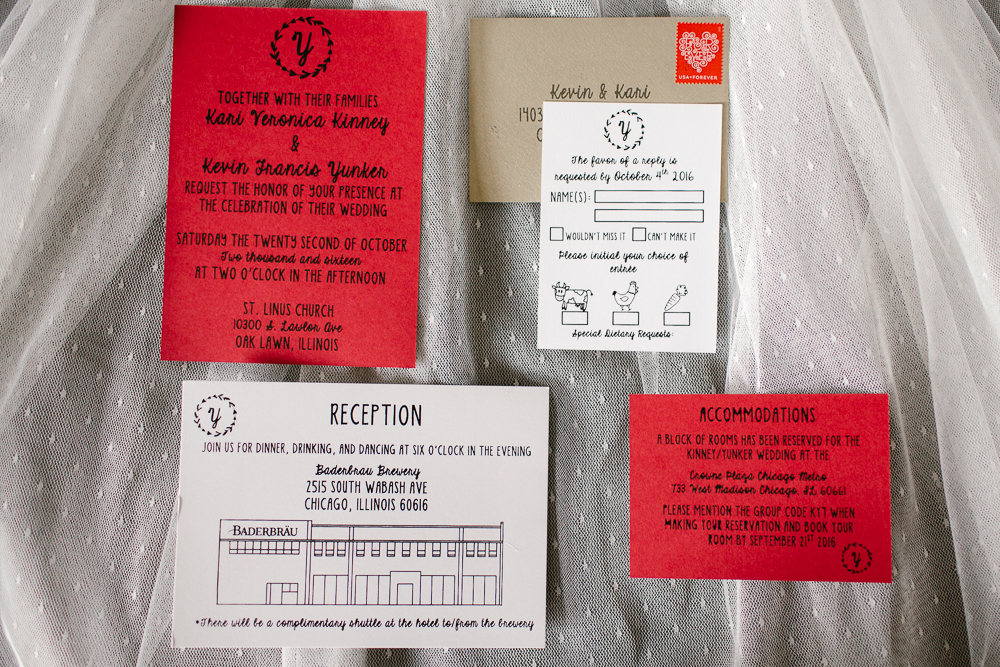 Y
TOGETHER WITH THEIR FAMILIES
Kari Veronica Kinney
&
Kevin Francis Yunker
REQUEST THE HONOR OF YOUR PRESENCE AT
THE CELEBRATION OF THEIR WEDDING
SATURDAY THE TWENTY SECOND OF OCTOBER
Two thousand and sixteen
AT TWO O'CLOCK IN THE AFTERNOON
ST. LINUS CHURCH
10300 S. Lawlor Ave
OAK LAWN, ILLINOIS
USA FOREVER
Kevin & Kari
1403
C
Y
The favor of a reply is
requested by October 4th 2016
NAME(S):
WOULDN'T MISS IT CAN'T MAKE IT
Please initial your choice of
entrée
Special Dietary Requests:
Y
RECEPTION
JOIN US FOR DINNER, DRINKING, AND DANCING AT SIX O'CLOCK IN THE EVENING
Baderbrau Brewery
2515 SOUTH WABASH AVE
CHICAGO, ILLINOIS 60616
BADERBRÄU
*There will be a complimentary shuttle at the hotel to/from the brewery
ACCOMMODATIONS
A BLOCK OF ROOMS HAS BEEN RESERVED FOR THE
KINNEY/YUNKER WEDDING AT THE
Crowne Plaza Chicago Metro
733 West Madison Chicago, IL 60661
PLEASE MENTION THE GROUP CODE KYY WHEN
MAKING YOUR RESERVATION AND BOOK YOUR
ROOM BY SEPTEMBER 21ST 2016
Y